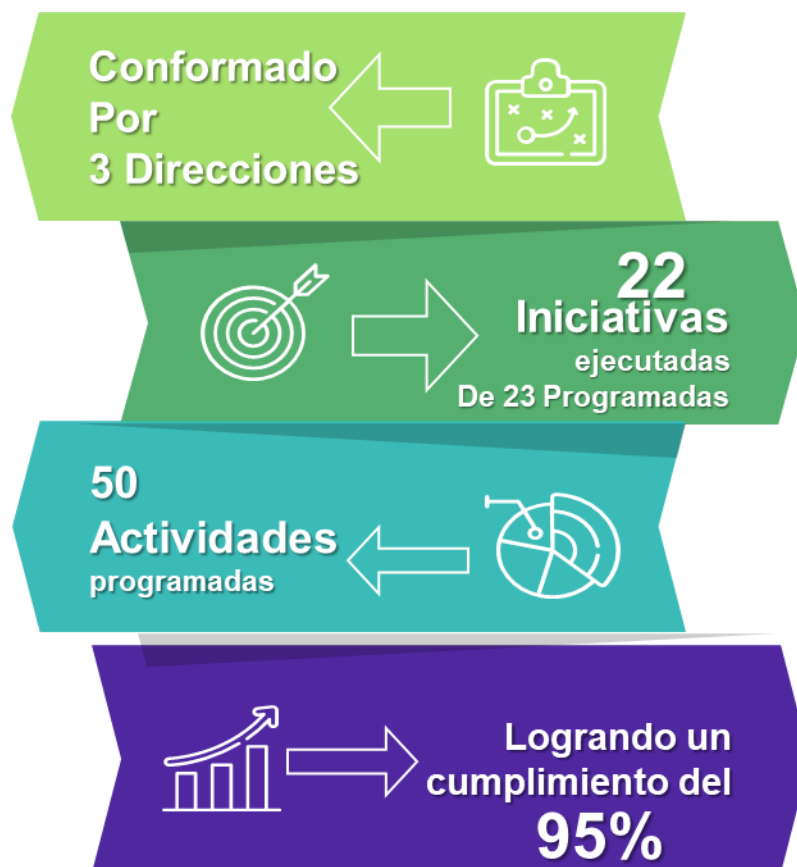 Conformado
Por
3 Direcciones
22
Iniciativas
ejecutadas
De 23 Programadas
50
Actividades
programadas
Logrando un
cumplimiento del
95%